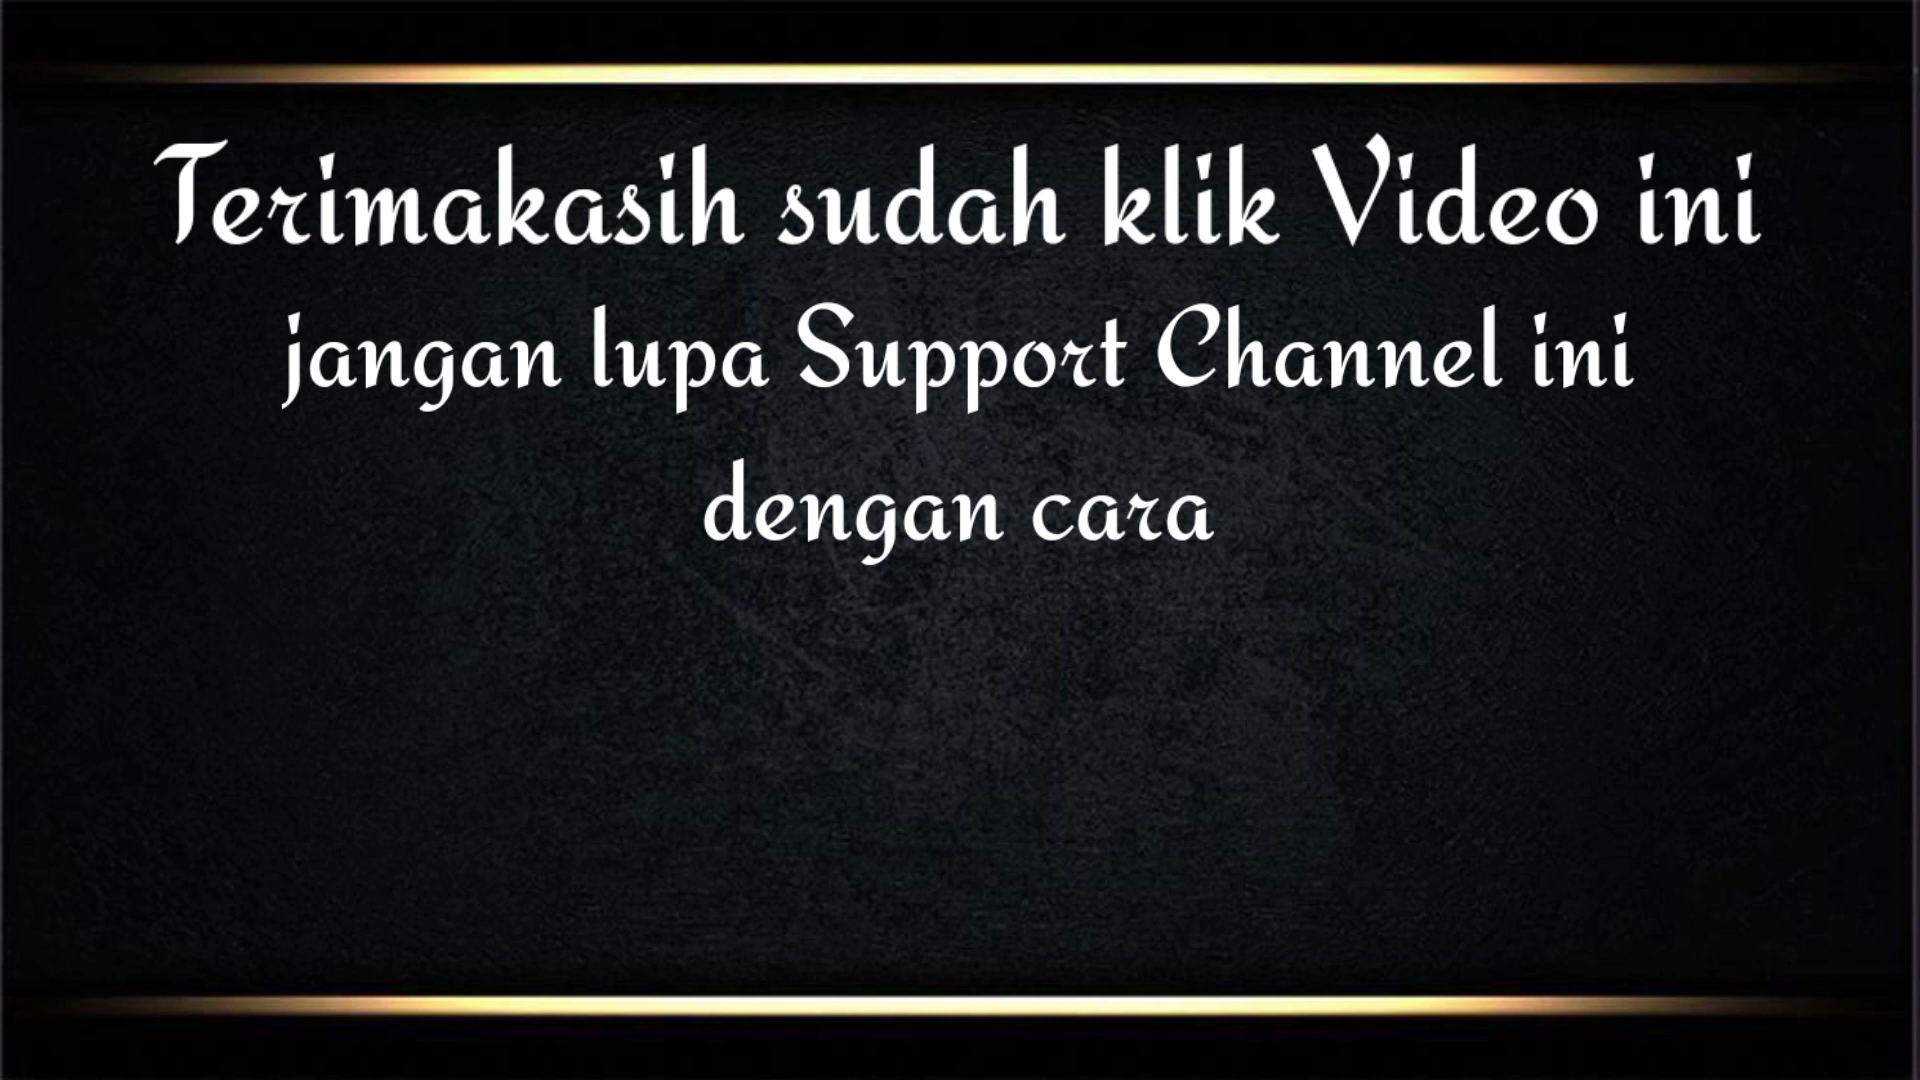 Terimakasih sudah klik Video ini
jangan lupa Support Channel ini
dengan cara